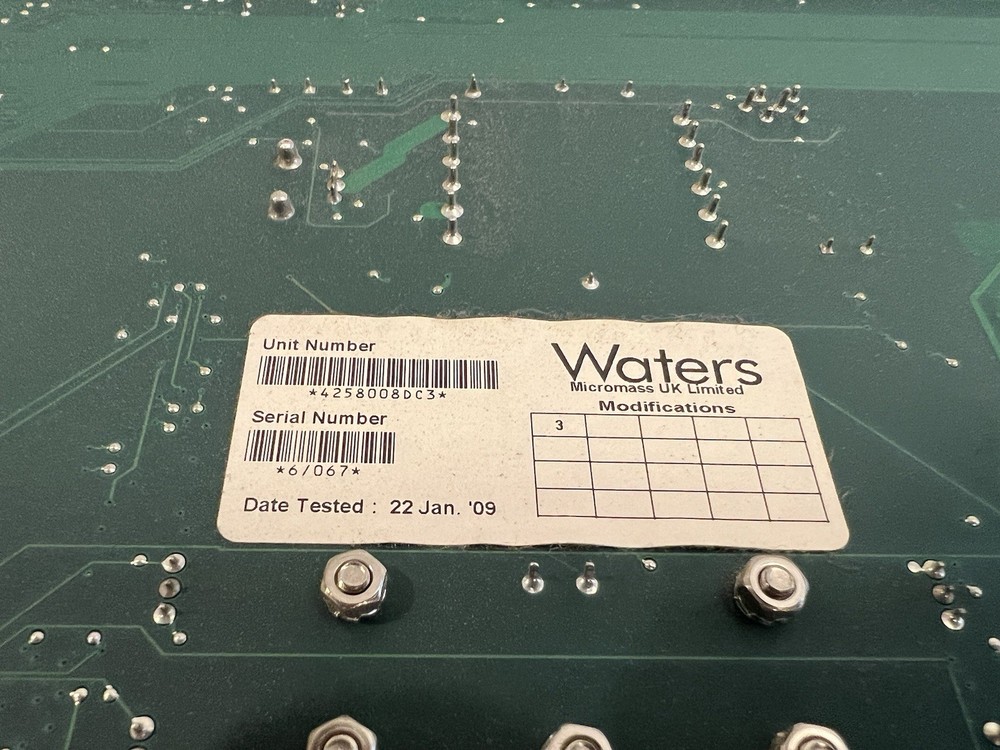 Unit Number
*4258008DC3*
Serial Number
*6/067*
Date Tested : 22 Jan. '09
Waters
Micromass UK Limited
Modifications
3